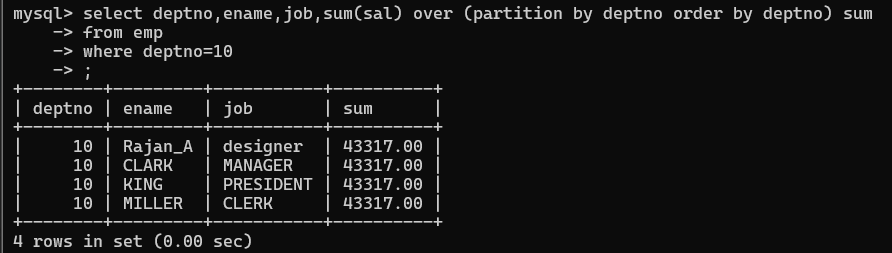 mysql> select deptno,ename,job,sum(sal) over (partition by deptno order by deptno) sum
    -> from emp
    -> where deptno=10
    -> ;
+--------+---------+-----------+----------+
| deptno | ename   | job       | sum      |
+--------+---------+-----------+----------+
|     10 | Rajan_A | designer  | 43317.00 |
|     10 | CLARK   | MANAGER   | 43317.00 |
|     10 | KING    | PRESIDENT | 43317.00 |
|     10 | MILLER  | CLERK     | 43317.00 |
+--------+---------+-----------+----------+
4 rows in set (0.00 sec)